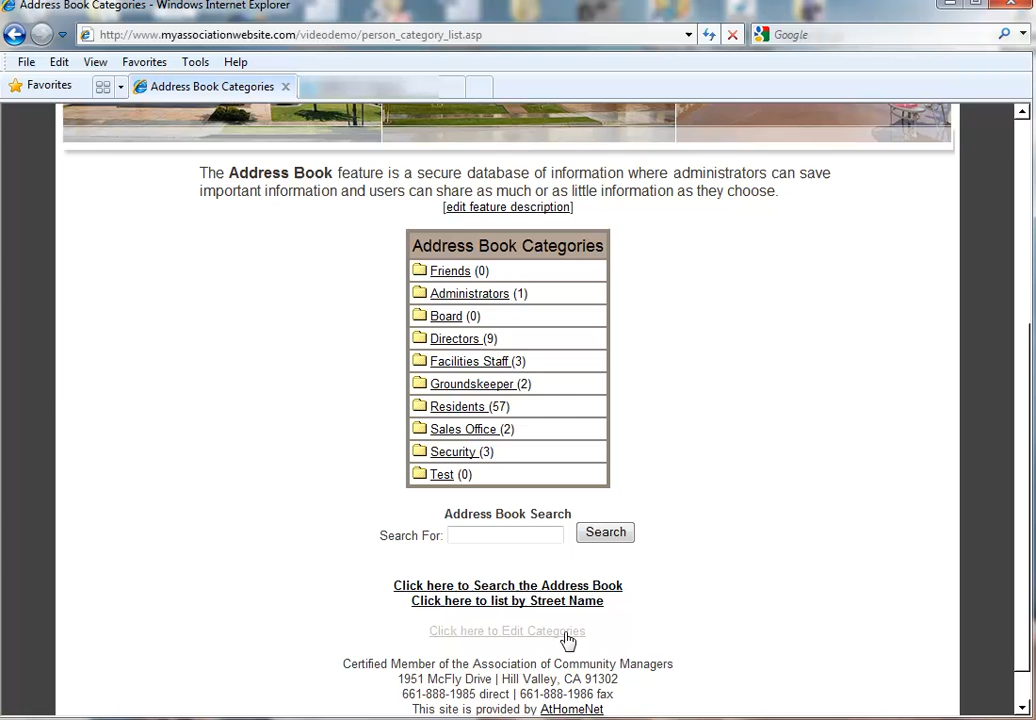 Address Book Categories - Windows Internet Explorer
http://www.myassociationwebsite.com/videodemo/person_category_list.asp
Google
File Edit View Favorites Tools Help
Favorites
Address Book Categories
The Address Book feature is a secure database of information where administrators can save
important information and users can share as much or as little information as they choose.
[edit feature description]
Address Book Categories
Friends (0)
Administrators (1)
Board (0)
Directors (9)
Facilities Staff (3)
Groundskeeper (2)
Residents (57)
Sales Office (2)
Security (3)
Test (0)
Address Book Search
Search For:
Search
Click here to Search the Address Book
Click here to list by Street Name
Click here to Edit Categories
Certified Member of the Association of Community Managers
1951 McFly Drive | Hill Valley, CA 91302
661-888-1985 direct | 661-888-1986 fax
This site is provided by AtHomeNet